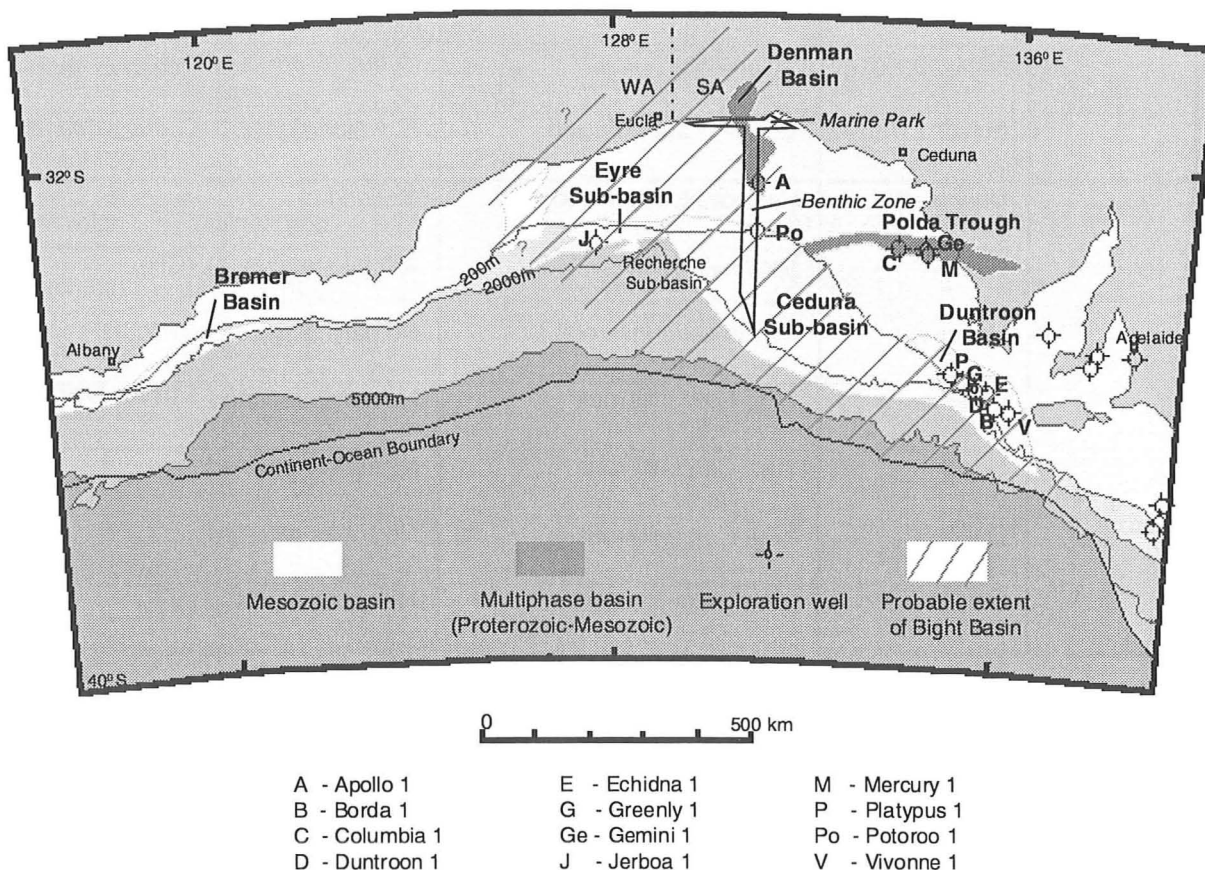 120° E
128° E
136° E
Denman
Basin
WA
SA
?
Eucla
Marine Park
Ceduna
32° S
Eyre
Sub-basin
A
Benthic Zone
Polda Trough
J
Po
Ge
?
C
M
200m
2000m
Recherche
Sub-basin
Bremer
Basin
Ceduna
Sub-basin
Duntroon
Basin
Adelaide
Albany
P
G
E
D
B
V
5000m
Continent-Ocean Boundary
Mesozoic basin
Multiphase basin
(Proterozoic-Mesozoic)
Exploration well
Probable extent
of Bight Basin
40° S
0
500 km
A - Apollo 1
E - Echidna 1
M - Mercury 1
B - Borda 1
G - Greenly 1
P - Platypus 1
C - Columbia 1
Ge - Gemini 1
Po - Potoroo 1
D - Duntroon 1
J - Jerboa 1
V - Vivonne 1